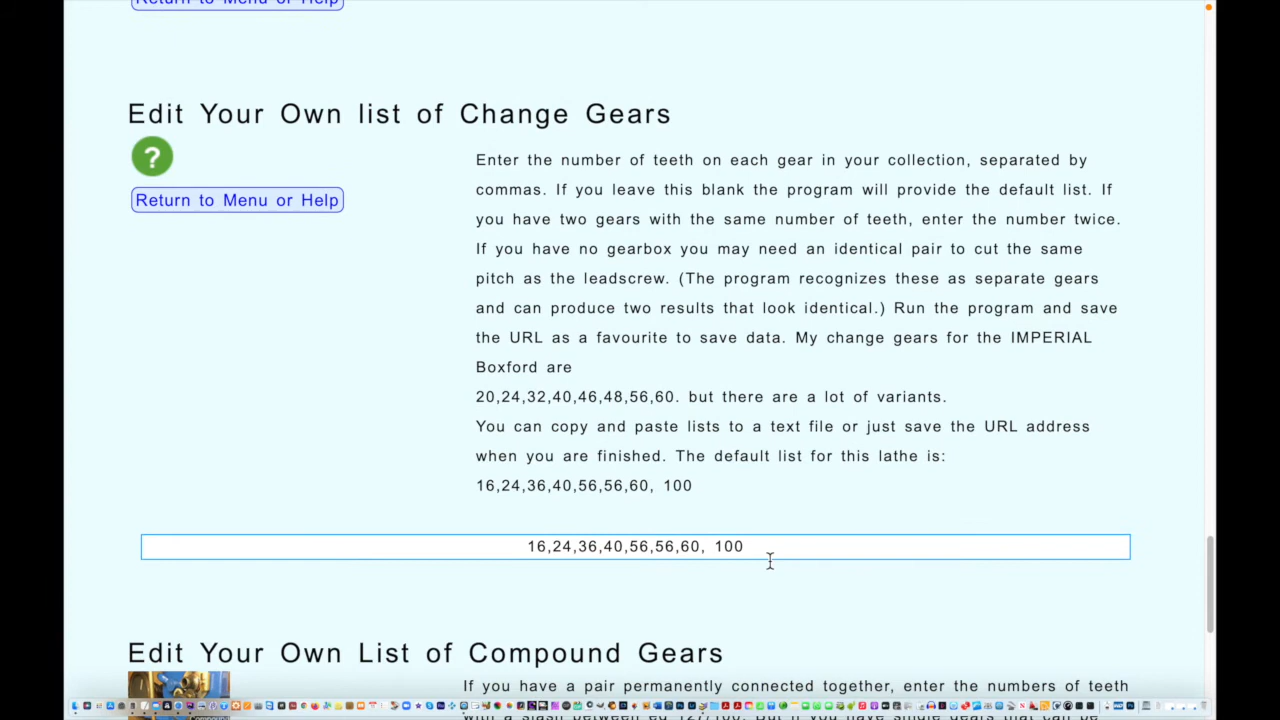 Return to Menu or Help
Edit Your Own list of Change Gears
?
Return to Menu or Help
Enter the number of teeth on each gear in your collection, separated by
commas. If you leave this blank the program will provide the default list. If
you have two gears with the same number of teeth, enter the number twice.
If you have no gearbox you may need an identical pair to cut the same
pitch as the leadscrew. (The program recognizes these as separate gears
and can produce two results that look identical.) Run the program and save
the URL as a favourite to save data. My change gears for the IMPERIAL
Boxford are
20,24,32,40,46,48,56,60. but there are a lot of variants.
You can copy and paste lists to a text file or just save the URL address
when you are finished. The default list for this lathe is:
16,24,36,40,56,56,60, 100
16,24,36,40,56,56,60, 100
Edit Your Own List of Compound Gears
If you have a pair permanently connected together, enter the numbers of teeth